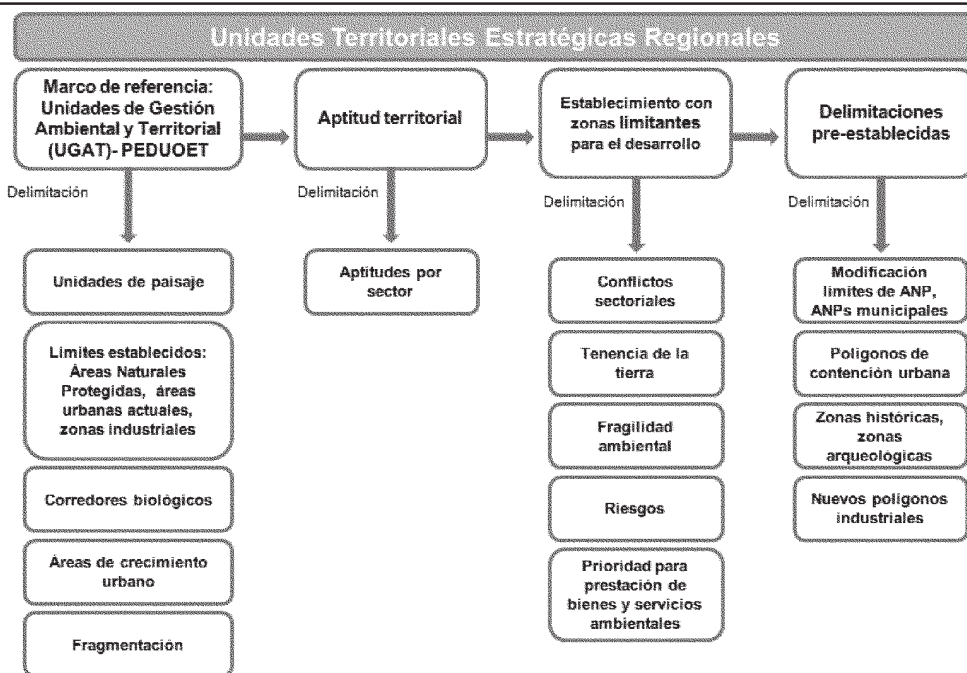 Unidades Territoriales Estratégicas Regionales
Marco de referencia:
Unidades de Gestión
Ambiental y Territorial
(UGAT)- PEDUOET
Aptitud territorial
Establecimiento con
zonas limitantes
para el desarrollo
Delimitaciones
pre-establecidas
Delimitación
Delimitación
Delimitación
Delimitación
Unidades de paisaje
Límites establecidos:
Áreas Naturales
Protegidas, áreas
urbanas actuales,
zonas industriales
Corredores biológicos
Áreas de crecimiento
urbano
Fragmentación
Aptitudes por
sector
Conflictos
sectoriales
Tenencia de la
tierra
Fragilidad
ambiental
Riesgos
Prioridad para
prestación de
bienes y servicios
ambientales
Modificación
límites de ANP,
ANPs municipales
Polígonos de
contención urbana
Zonas históricas,
zonas
arqueológicas
Nuevos polígonos
industriales